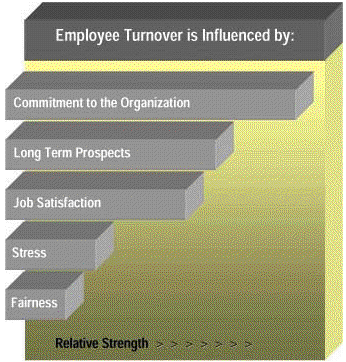 Employee Turnover is Influenced by:
Commitment to the Organization
Long Term Prospects
Job Satisfaction
Stress
Fairness
Relative Strength > > > > > > >